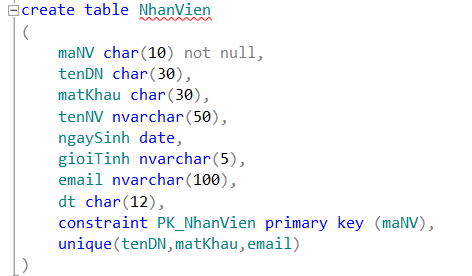 create table NhanVien
(
maNV char(10) not null,
tenDN char(30),
matKhau char(30),
tenNV nvarchar(50),
ngaySinh date,
gioiTinh nvarchar(5),
email nvarchar(100),
dt char(12),
constraint PK_NhanVien primary key (maNV),
unique(tenDN,matKhau,email)
)